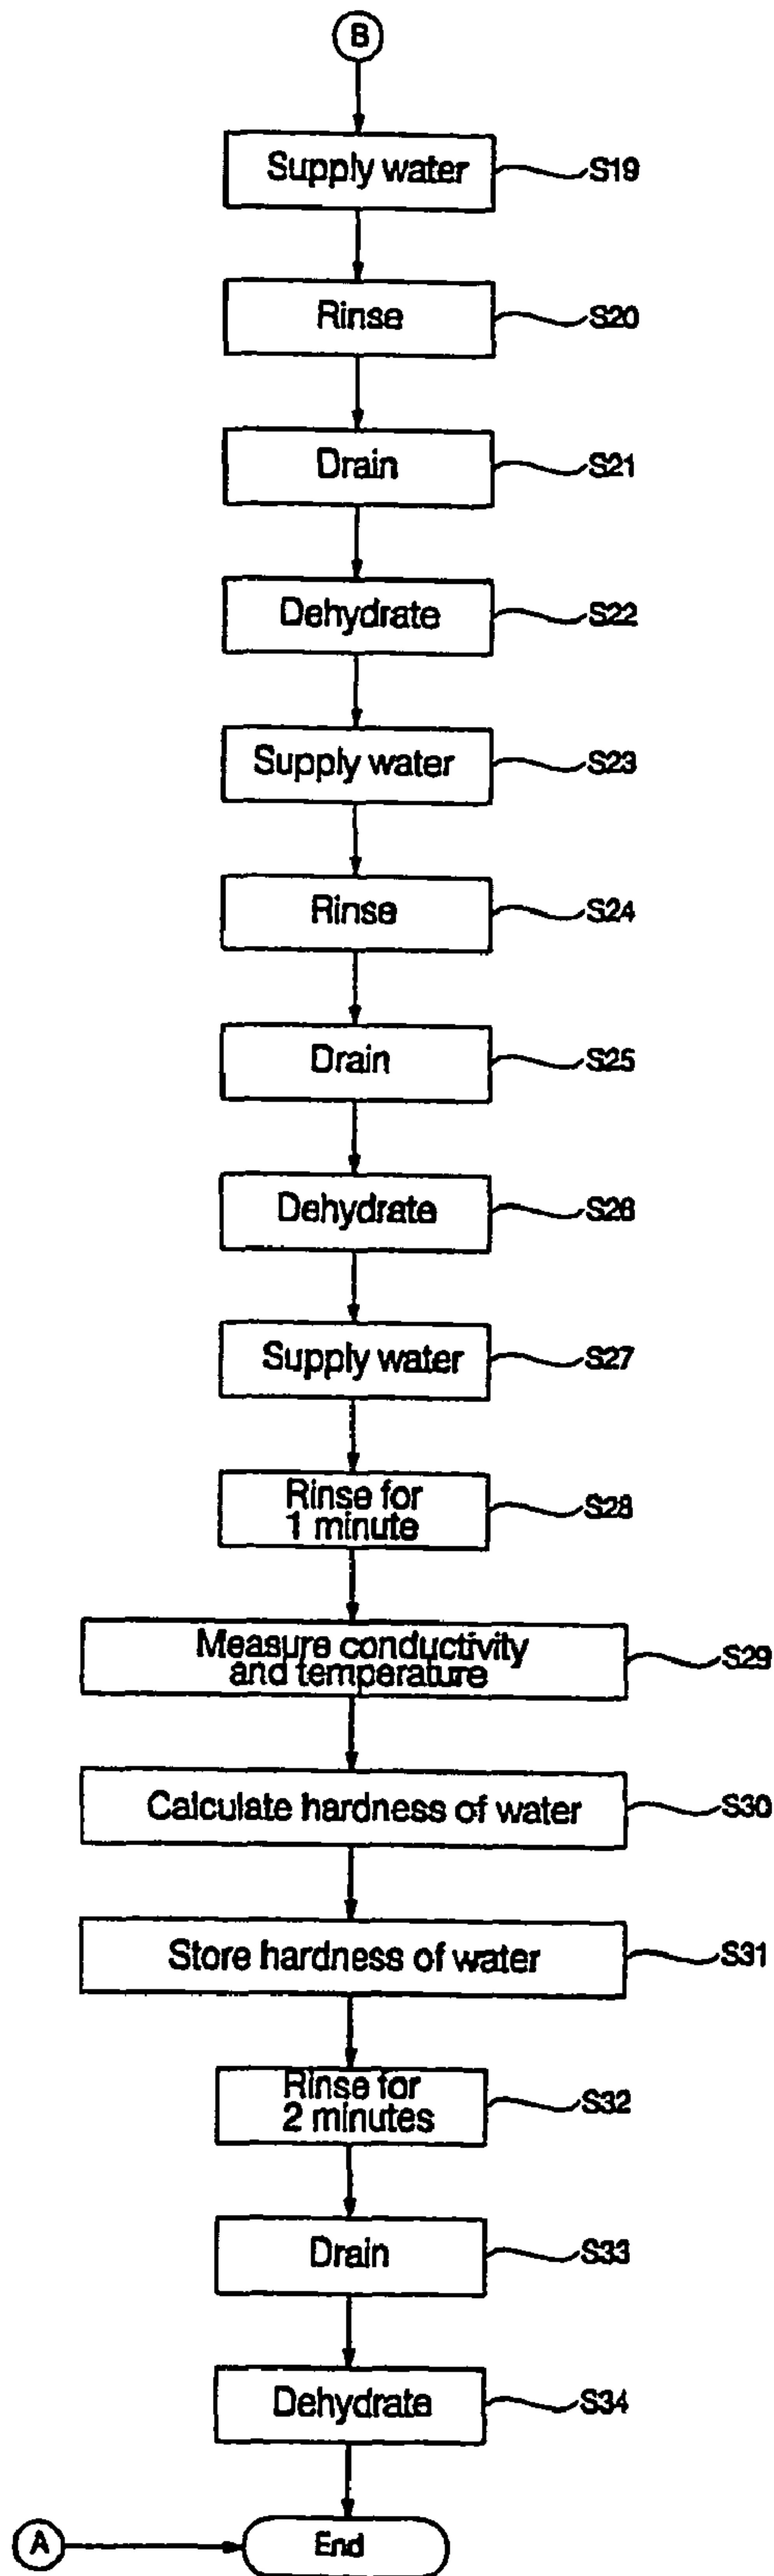 B
Supply water
S19
Rinse
S20
Drain
S21
Dehydrate
S22
Supply water
S23
Rinse
S24
Drain
S25
Dehydrate
S26
Supply water
S27
Rinse for
1 minute
S28
Measure conductivity
and temperature
S29
Calculate hardness of water
S30
Store hardness of water
S31
Rinse for
2 minutes
S32
Drain
S33
Dehydrate
S34
A
End